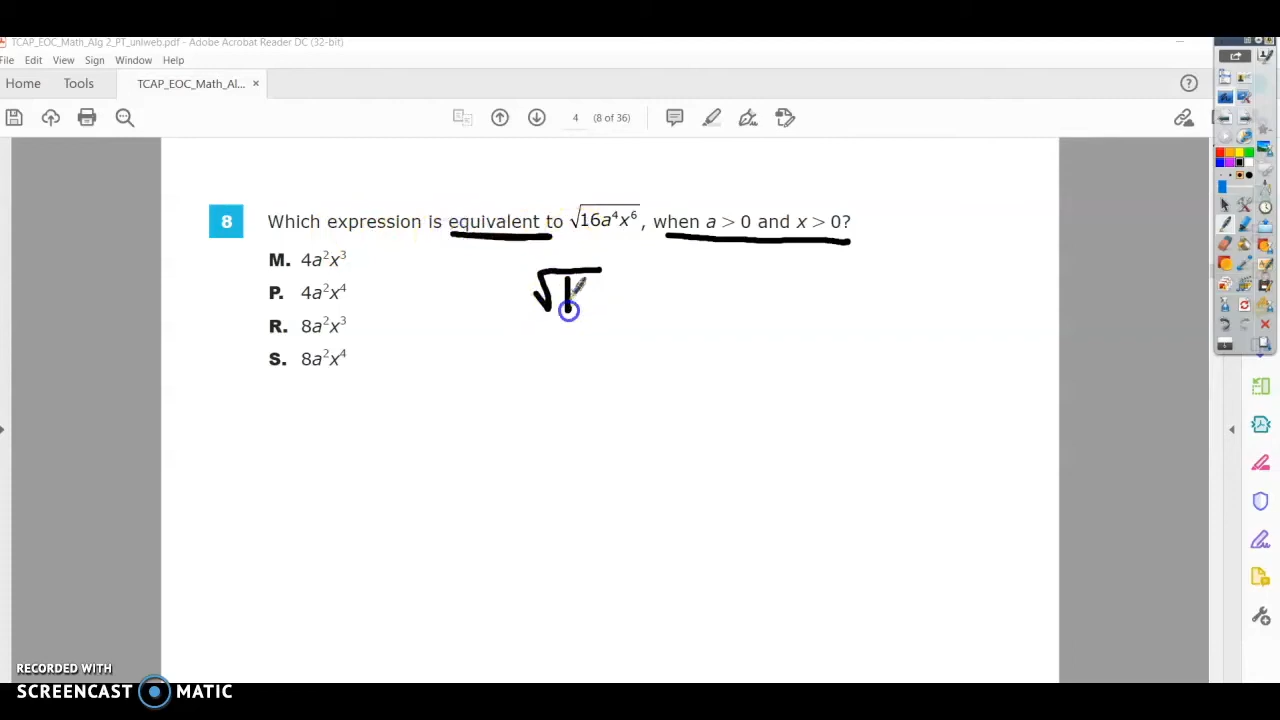 TCAP_EOC_Math_Alg 2_PT_uniweb.pdf - Adobe Acrobat Reader DC (32-bit)
File Edit View Sign Window Help
Home Tools TCAP_EOC_Math_Al... ×
4 (8 of 36)
8 Which expression is equivalent to √16a⁴x⁶, when a > 0 and x > 0?
M. 4a²x³
√1
P. 4a²x⁴
R. 8a²x³
S. 8a²x⁴
RECORDED WITH
SCREENCAST MATIC